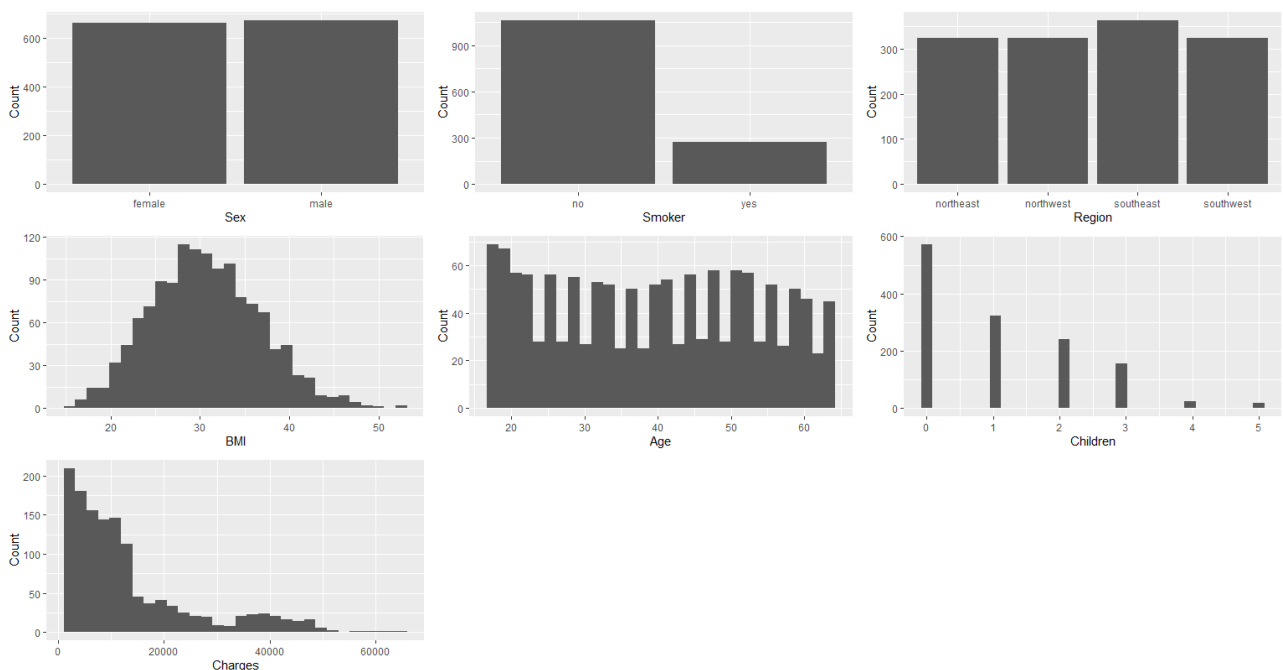 Count
600
400
200
0
female male
Sex
Count
900
600
300
0
no yes
Smoker
Count
300
200
100
0
northeast northwest southeast southwest
Region
Count
120
90
60
30
0
20 30 40 50
BMI
Count
60
40
20
0
20 30 40 50 60
Age
Count
600
400
200
0
0 1 2 3 4 5
Children
Count
200
150
100
50
0
0 20000 40000 60000
Charges